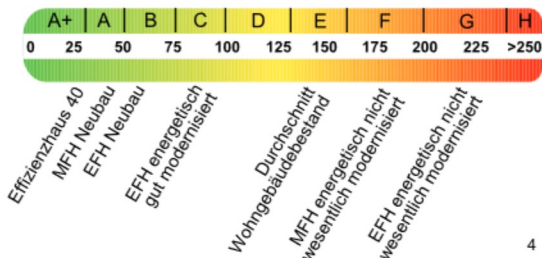 A+ A B C D E F G H
0 25 50 75 100 125 150 175 200 225 >250
Effizienzhaus 40
MFH Neubau
EFH Neubau
EFH energetisch
gut modernisiert
Durchschnitt
Wohngebäudebestand
MFH energetisch nicht
wesentlich modernisiert
EFH energetisch nicht
wesentlich modernisiert
4